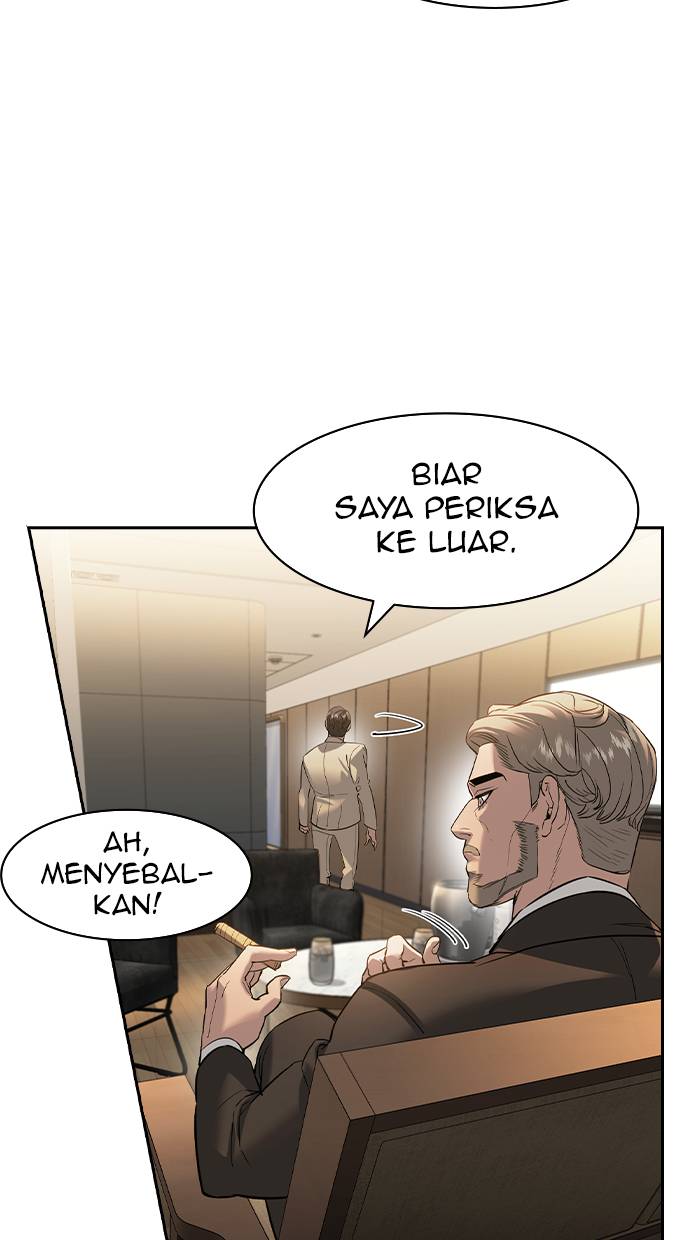 BIAR
SAYA PERIKSA
KE LUAR.
AH,
MENYEBAL-
KAN!